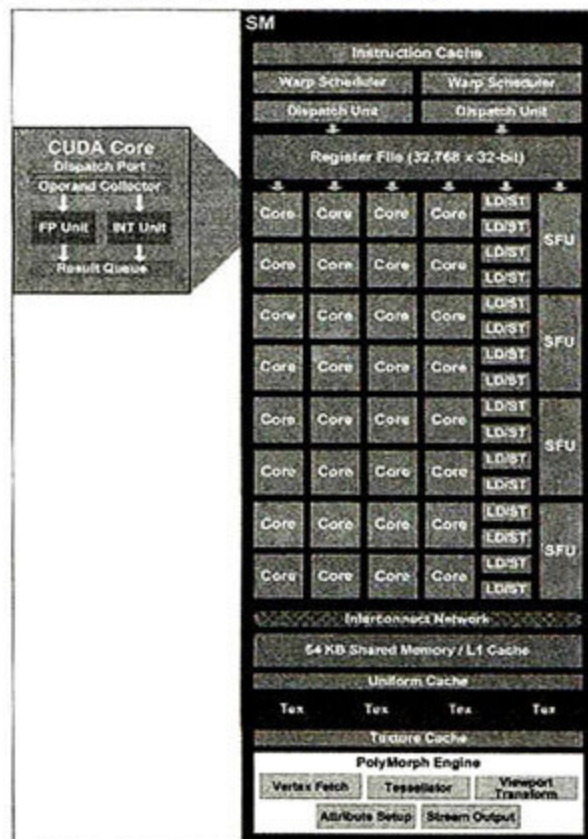 SM
Instruction Cache
Warp Scheduler Warp Scheduler
Dispatch Unit Dispatch Unit
Register File (32,768 x 32-bit)
CUDA Core
Dispatch Port
Operand Collector
FP Unit INT Unit
Result Queue
LD/ST
Core Core Core Core LD/ST SFU
LD/ST
Core Core Core Core LD/ST
LD/ST
Core Core Core Core LD/ST SFU
LD/ST
Core Core Core Core LD/ST
LD/ST
Core Core Core Core LD/ST SFU
LD/ST
Core Core Core Core LD/ST
LD/ST
Core Core Core Core LD/ST SFU
LD/ST
Core Core Core Core LD/ST
Interconnect Network
64 KB Shared Memory / L1 Cache
Uniform Cache
Tex Tex Tex Tex
Texture Cache
PolyMorph Engine
Vertex Fetch Tessellator Viewport Transform
Attribute Setup Stream Output